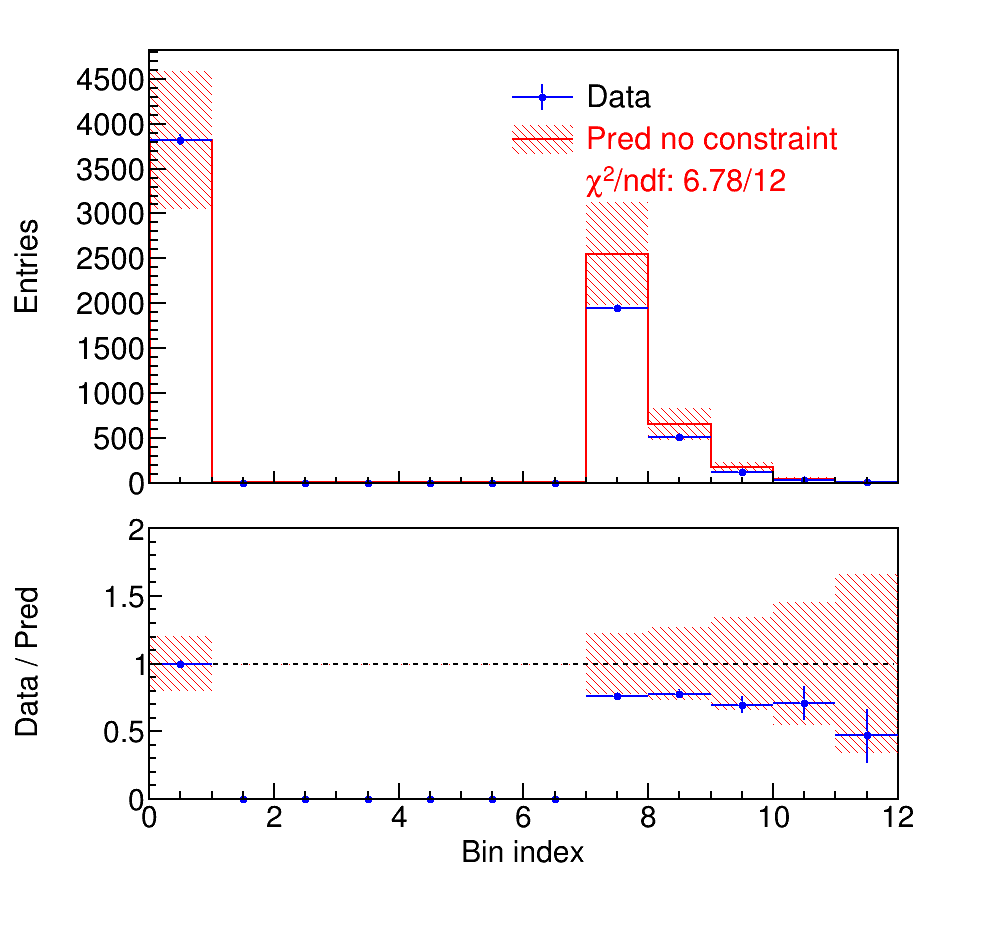 Entries
4500
4000
3500
3000
2500
2000
1500
1000
500
0
Data
Pred no constraint
χ²/ndf: 6.78/12
Data / Pred
2
1.5
1
0.5
0
0 2 4 6 8 10 12
Bin index